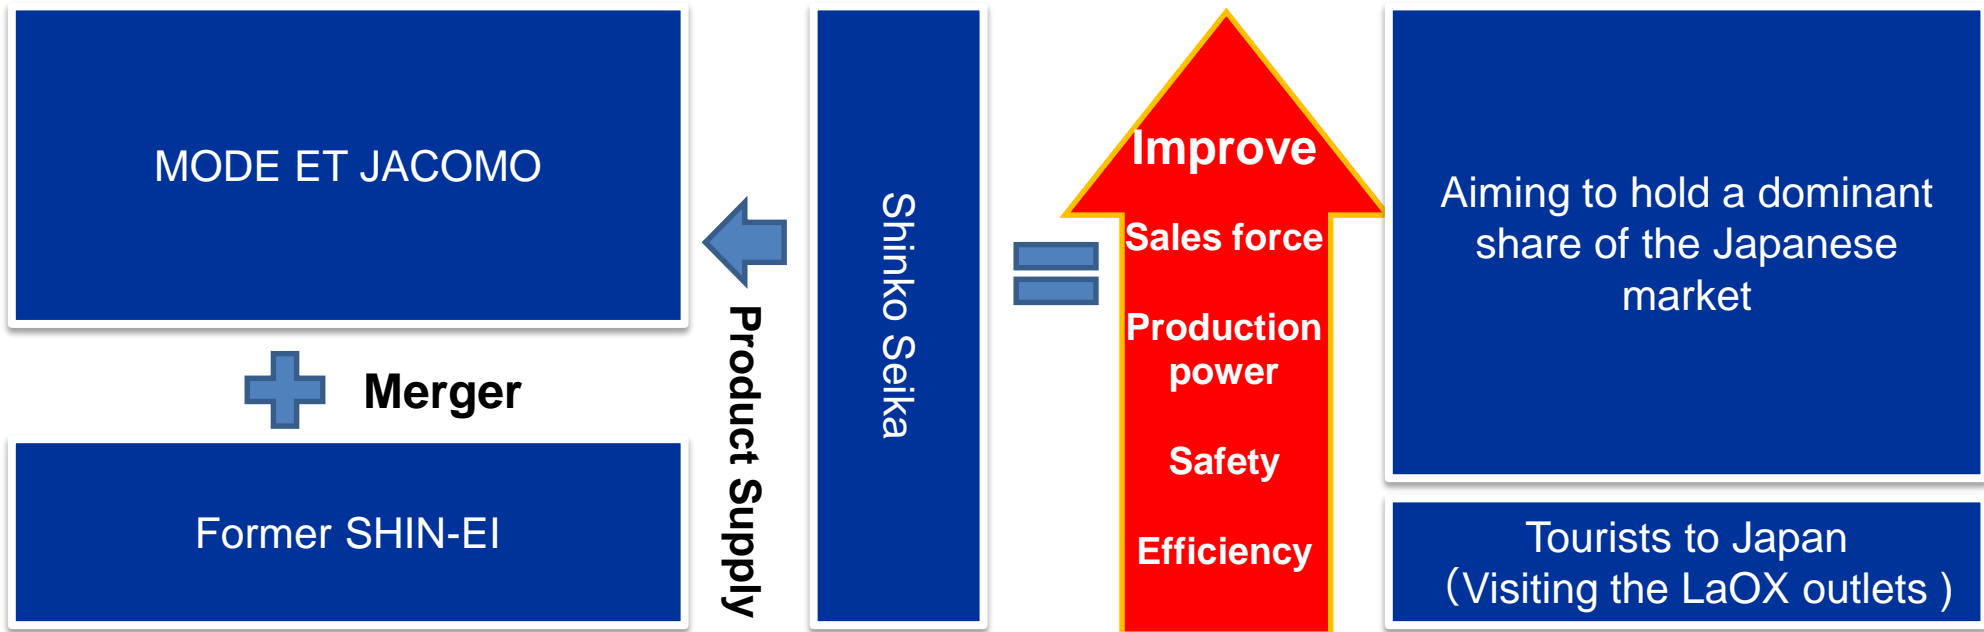 MODE ET JACOMO
Merger
Former SHIN-EI
Product Supply
Shinko Seika
Improve
Sales force
Production
power
Safety
Efficiency
Aiming to hold a dominant
share of the Japanese
market
Tourists to Japan
（Visiting the LaOX outlets )